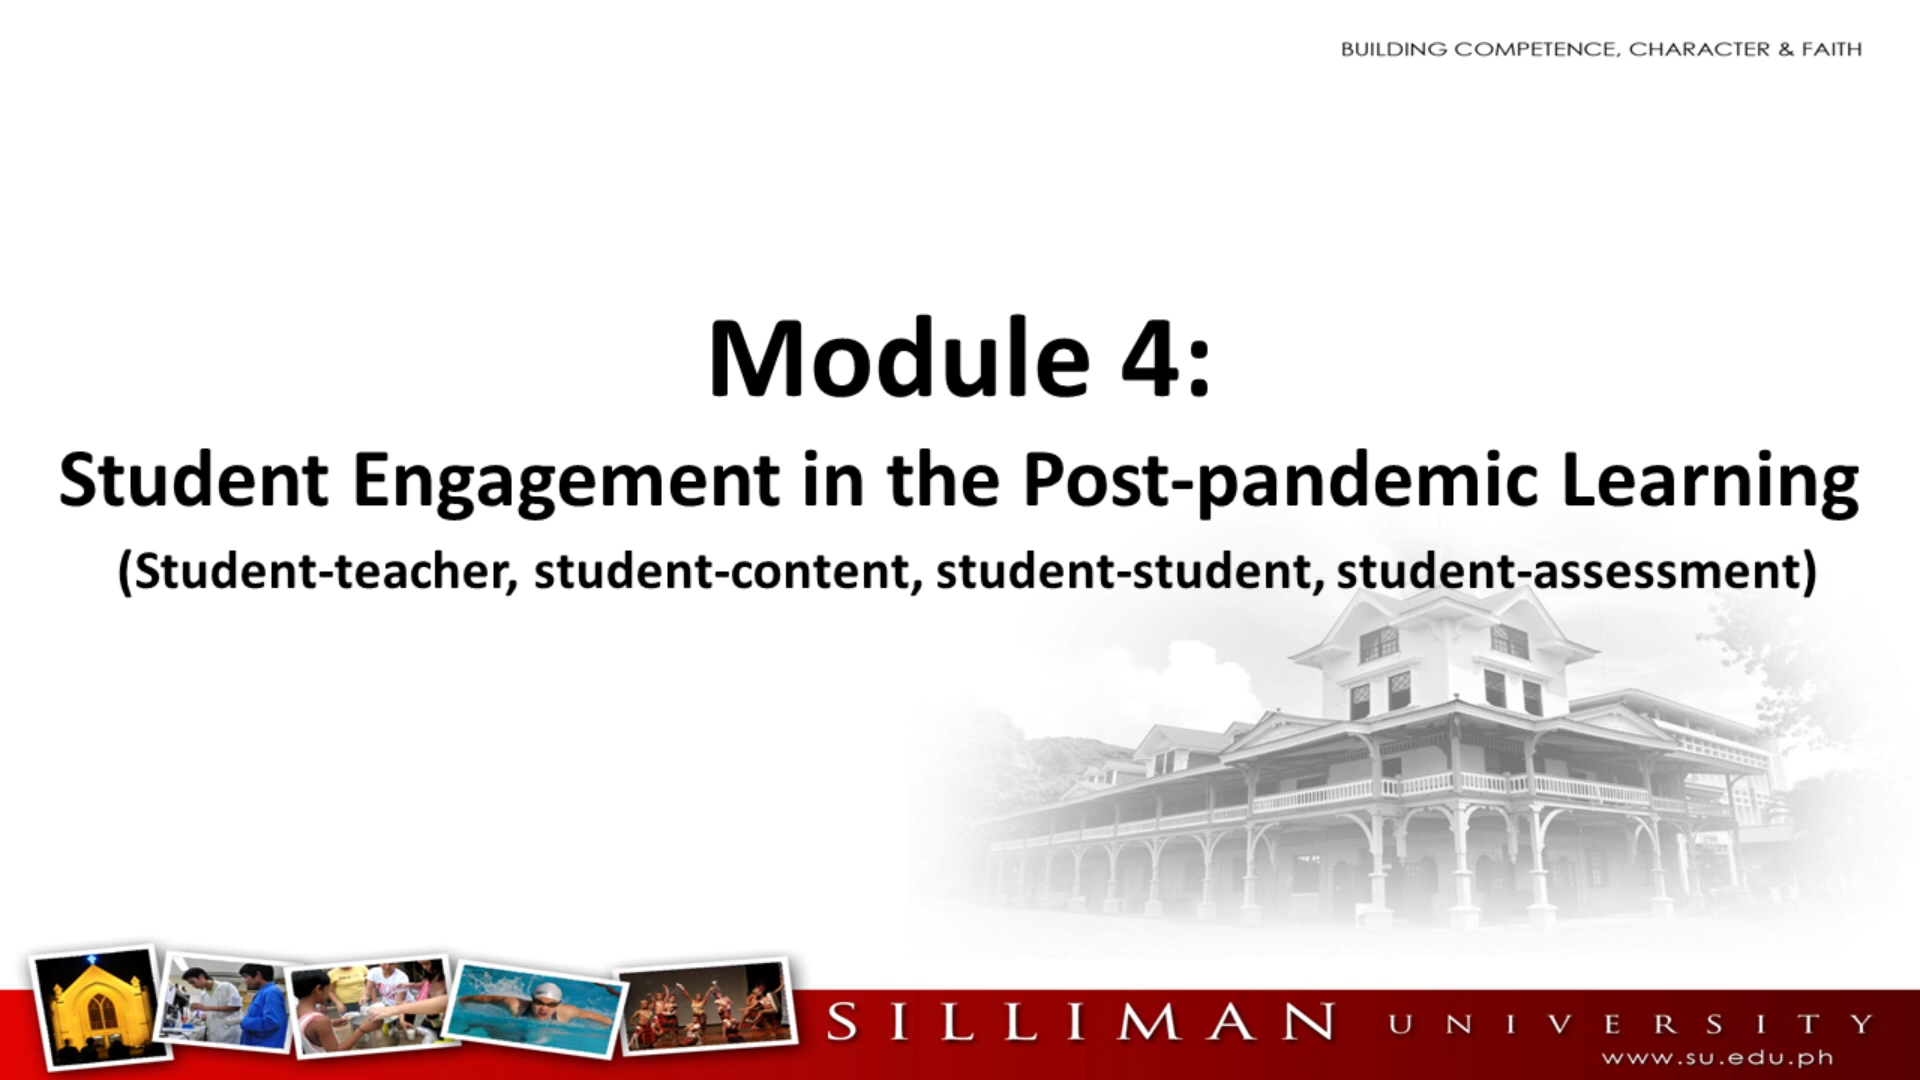 BUILDING COMPETENCE, CHARACTER & FAITH
Module 4:
Student Engagement in the Post-pandemic Learning
(Student-teacher, student-content, student-student, student-assessment)
SILLIMAN UNIVERSITY
www.su.edu.ph